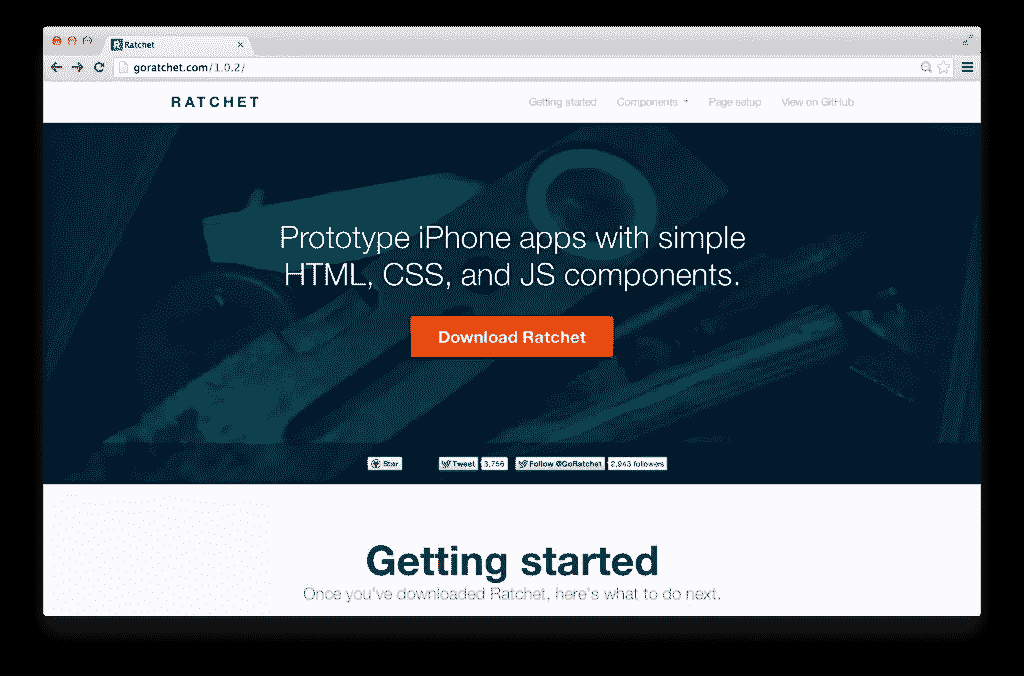 Ratchet
goratchet.com/1.0.2/
RATCHET
Getting started Components Page setup View on GitHub
Prototype iPhone apps with simple
HTML, CSS, and JS components.
Download Ratchet
Star Tweet 3,756 Follow @GoRatchet 2,943 followers
Getting started
Once you've downloaded Ratchet, here's what to do next.